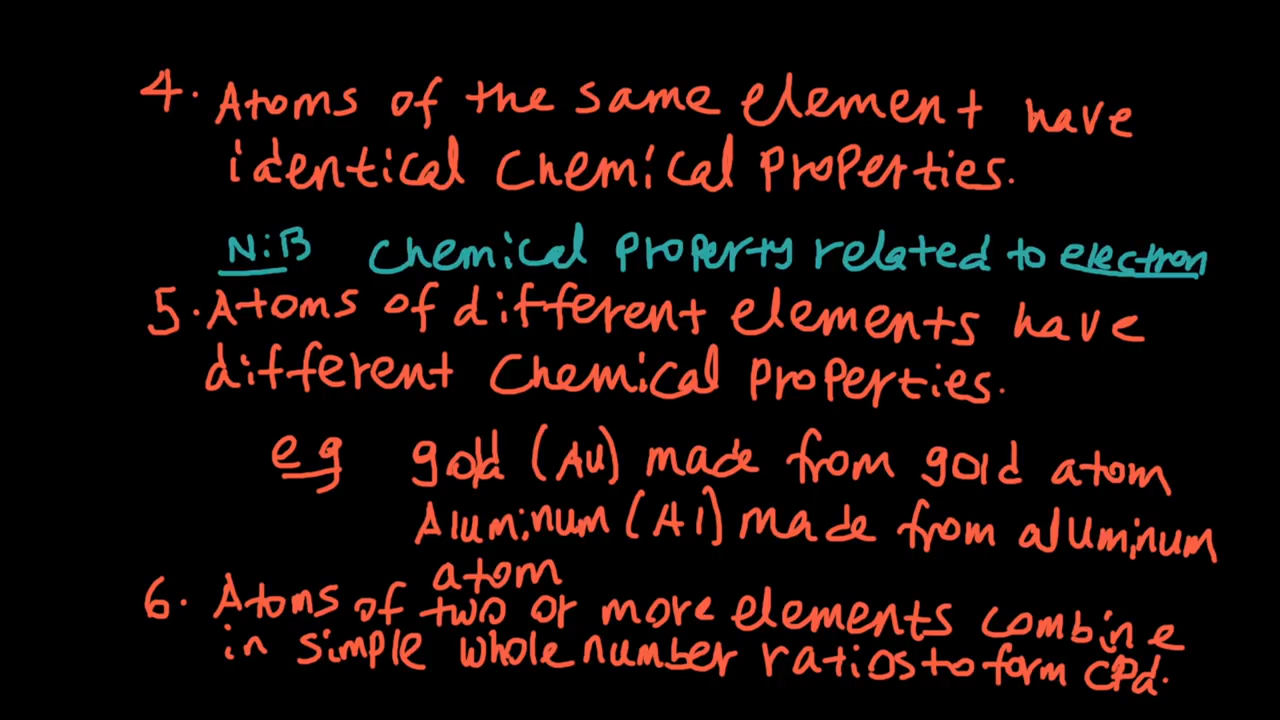 4. Atoms of the same element have
identical chemical properties.
N:B chemical property related to electron
5. Atoms of different elements have
different chemical properties.
eg gold (Au) made from gold atom
Aluminum (Al) made from aluminum
atom
6. Atoms of two or more elements combine
in simple whole number ratios to form cpd.